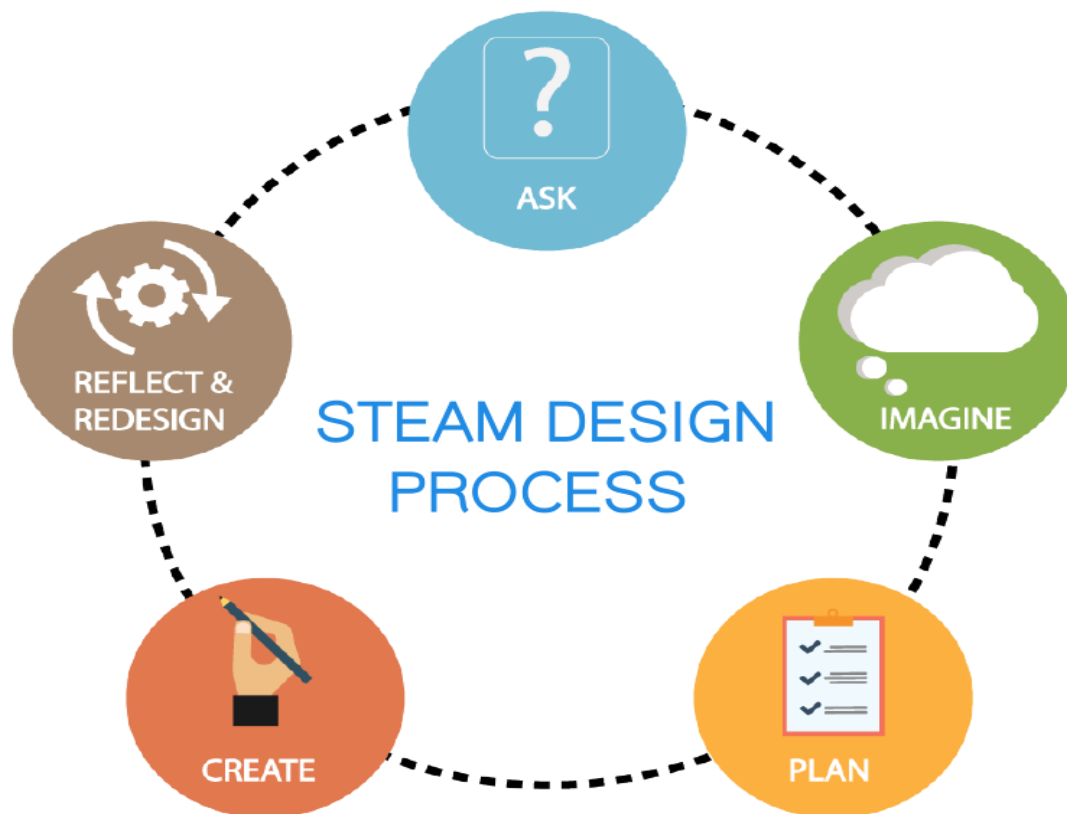 ?
ASK
IMAGINE
PLAN
CREATE
REFLECT &
REDESIGN
STEAM DESIGN
PROCESS